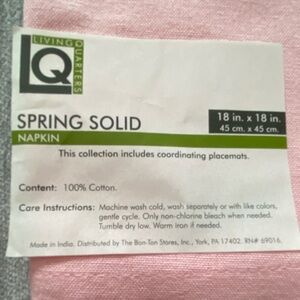 LIVING
QUARTERS
LQ
SPRING SOLID
18 in. x 18 in.
45 cm. x 45 cm.
NAPKIN
This collection includes coordinating placemats.
Content: 100% Cotton.
Care Instructions: Machine wash cold, wash separately or with like colors,
gentle cycle. Only non-chlorine bleach when needed.
Tumble dry low. Warm iron if needed.
Made in India. Distributed by The Bon-Ton Stores, Inc., York, PA 17402. RN# 69016.